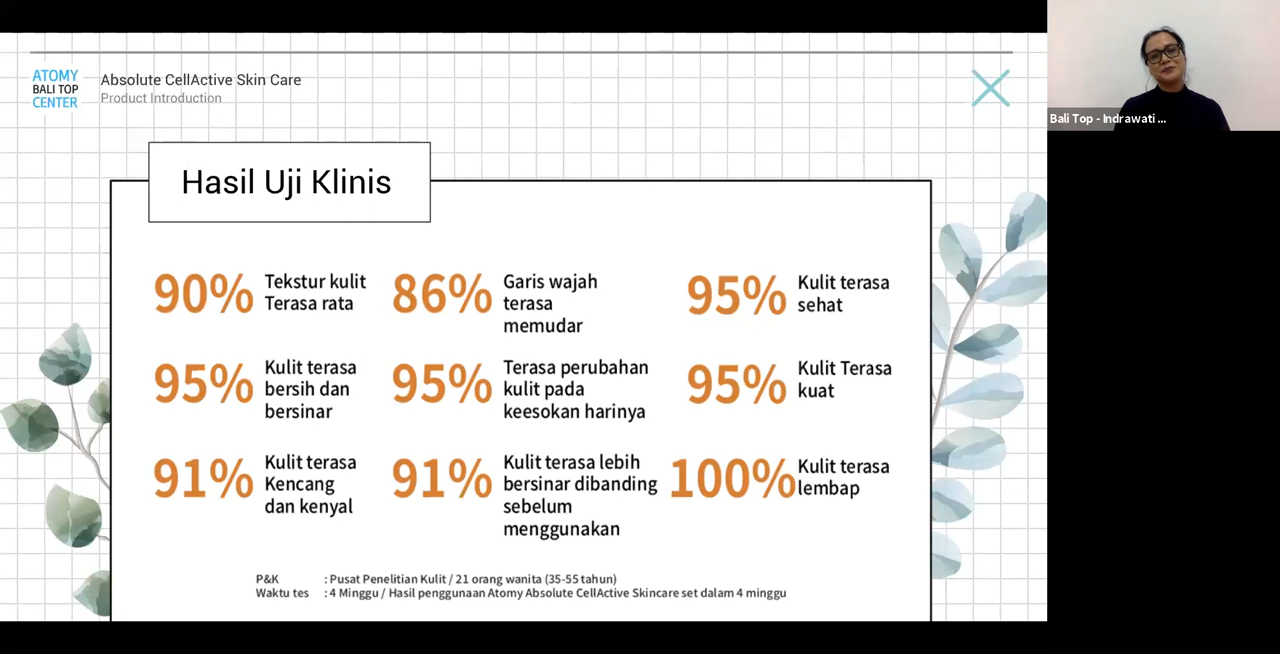 ATOMY
BALI TOP
CENTER
Absolute CellActive Skin Care
Product Introduction
Bali Top - Indrawati ...
Hasil Uji Klinis
90%
Tekstur kulit
Terasa rata
86%
Garis wajah
terasa
memudar
95%
Kulit terasa
sehat
95%
Kulit terasa
bersih dan
bersinar
95%
Terasa perubahan
kulit pada
keesokan harinya
95%
Kulit Terasa
kuat
91%
Kulit terasa
Kencang
dan kenyal
91%
Kulit terasa lebih
bersinar dibanding
sebelum
menggunakan
100%
Kulit terasa
lembap
P&K : Pusat Penelitian Kulit / 21 orang wanita (35-55 tahun)
Waktu tes : 4 Minggu / Hasil penggunaan Atomy Absolute CellActive Skincare set dalam 4 minggu